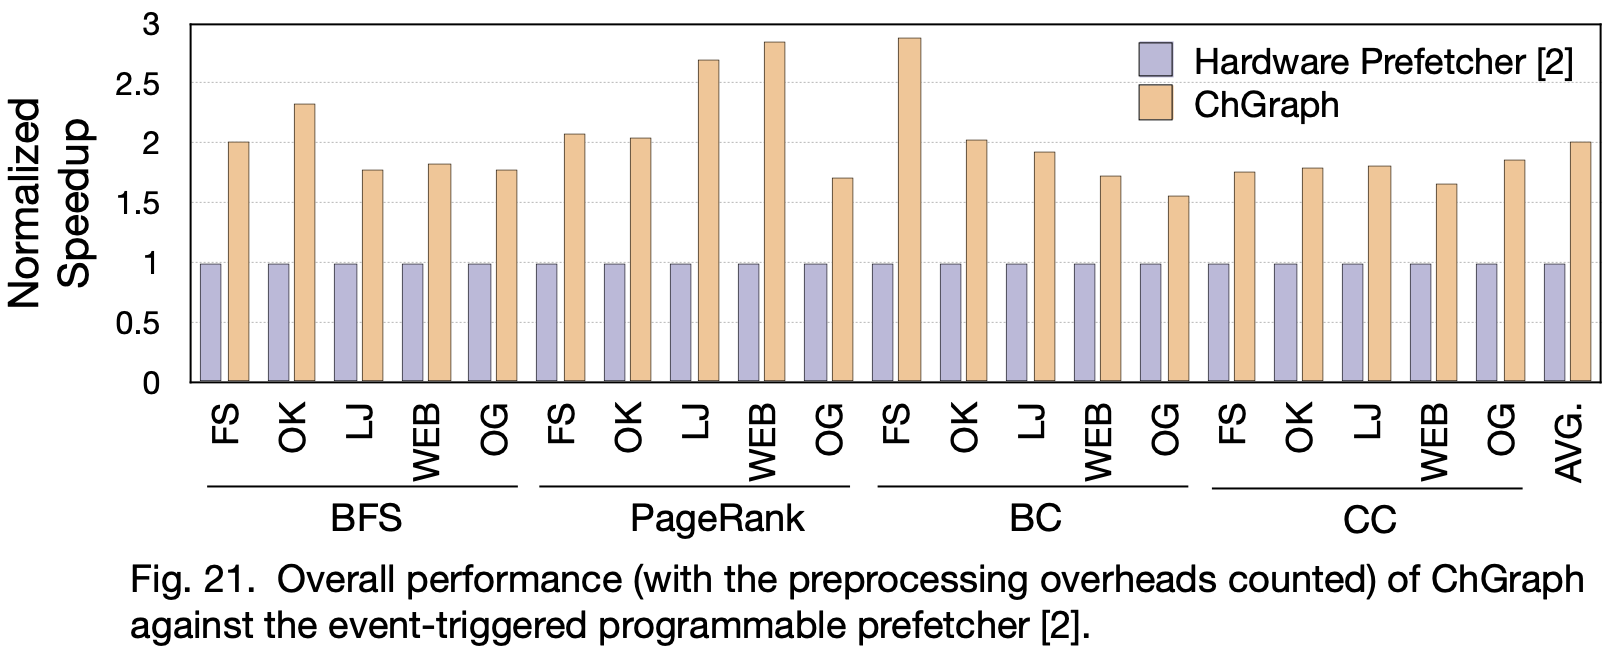 3
2.5
2
1.5
1
0.5
0
Normalized
Speedup
Hardware Prefetcher [2]
ChGraph
FS OK LJ WEB OG FS OK LJ WEB OG FS OK LJ WEB OG FS OK LJ WEB OG AVG.
BFS PageRank BC CC
Fig. 21. Overall performance (with the preprocessing overheads counted) of ChGraph
against the event-triggered programmable prefetcher [2].